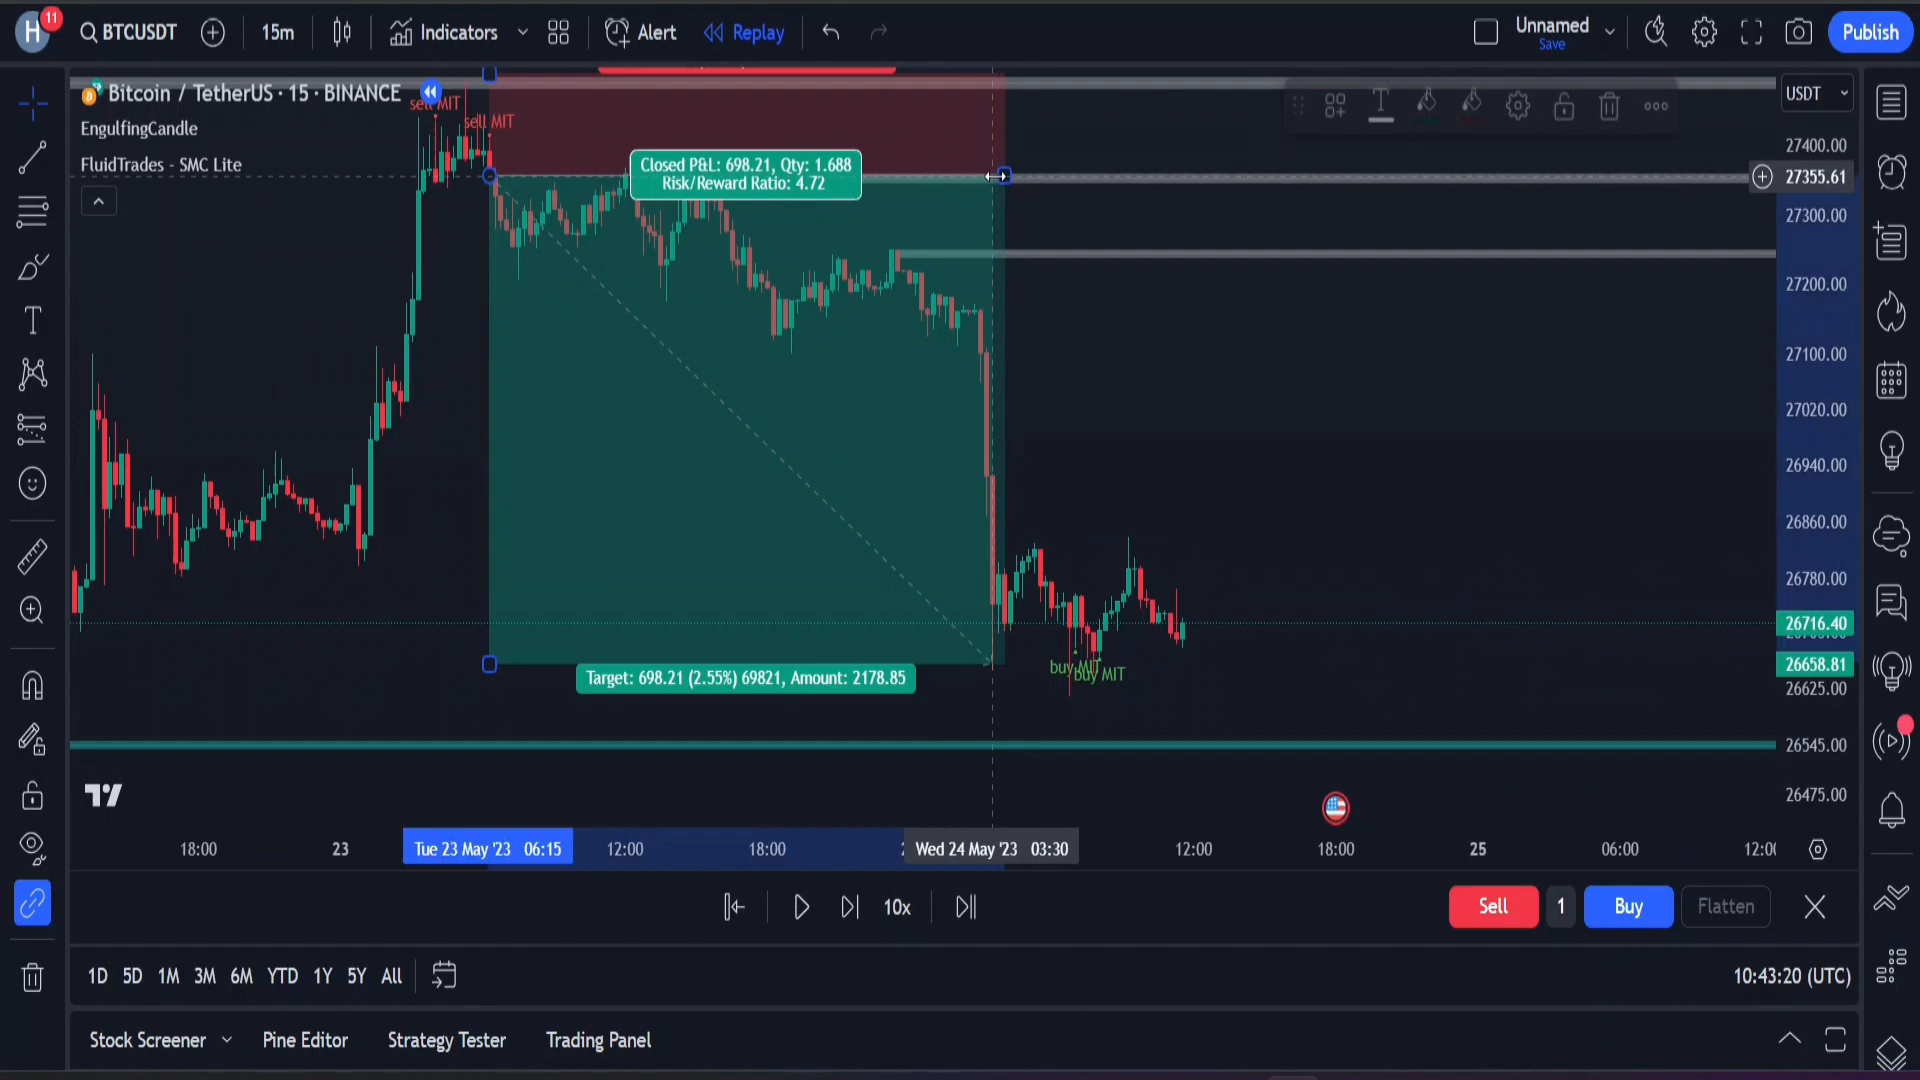 H 11 BTCUSDT 15m Indicators Alert Replay Unnamed Publish
Save
Bitcoin / TetherUS · 15 · BINANCE
EngulfingCandle
FluidTrades - SMC Lite
sell MIT
sell MIT
Closed P&L: 698.21, Qty: 1.688
Risk/Reward Ratio: 4.72
Target: 698.21 (2.55%) 69821, Amount: 2178.85
buy MIT
buy MIT
USDT
27400.00
27355.61
27300.00
27200.00
27100.00
27020.00
26940.00
26860.00
26780.00
26716.40
26658.81
26625.00
26545.00
26475.00
18:00 23 Tue 23 May '23 06:15 12:00 18:00 Wed 24 May '23 03:30 12:00 18:00 25 06:00
10x Sell 1 Buy Flatten
1D 5D 1M 3M 6M YTD 1Y 5Y All 10:43:20 (UTC)
Stock Screener Pine Editor Strategy Tester Trading Panel